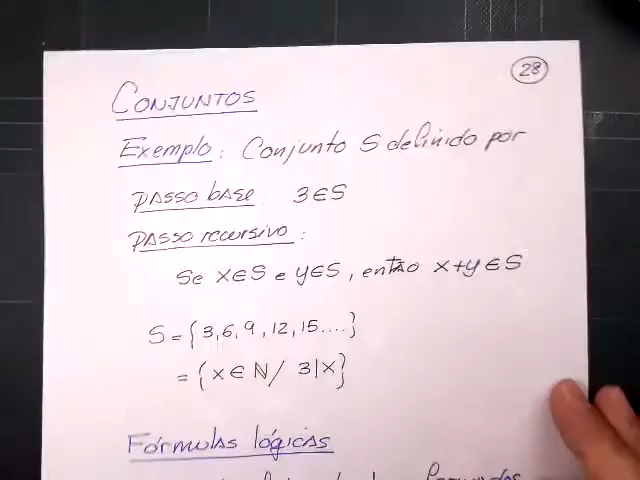 28
CONJUNTOS
Exemplo: Conjunto S definido por
PASSO bASE: 3∈S
PASSO recursivo:
Se x∈S e y∈S, então x+y∈S
S={3,6,9,12,15....}
={x∈ℕ/ 3|x}
Fórmulas lógicas